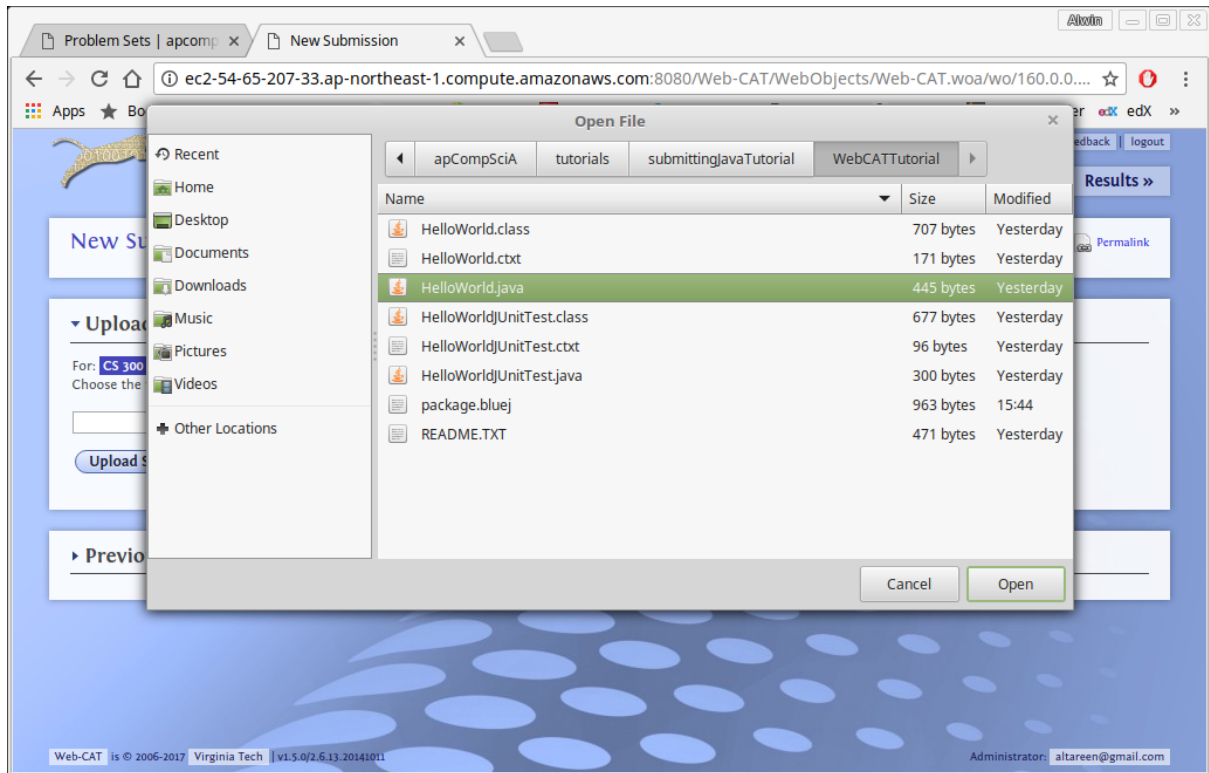 Alwin
Problem Sets | apcomp
New Submission
ec2-54-65-207-33.ap-northeast-1.compute.amazonaws.com:8080/Web-CAT/WebObjects/Web-CAT.woa/wo/160.0.0....
Apps Bo er edX edX »
Open File
edback | logout
Results »
Recent
Home
Desktop
Documents
Downloads
Music
Pictures
Videos
Other Locations
apCompSciA tutorials submittingJavaTutorial WebCATTutorial
Name Size Modified
HelloWorld.class 707 bytes Yesterday
HelloWorld.ctxt 171 bytes Yesterday
HelloWorld.java 445 bytes Yesterday
HelloWorldJUnitTest.class 677 bytes Yesterday
HelloWorldJUnitTest.ctxt 96 bytes Yesterday
HelloWorldJUnitTest.java 300 bytes Yesterday
package.bluej 963 bytes 15:44
README.TXT 471 bytes Yesterday
Cancel Open
New Su
Permalink
Upload
For: CS 300
Choose the
Upload S
Previo
Web-CAT is © 2006-2017 Virginia Tech | v1.5.0/2.6.13.20141011
Administrator: altareen@gmail.com